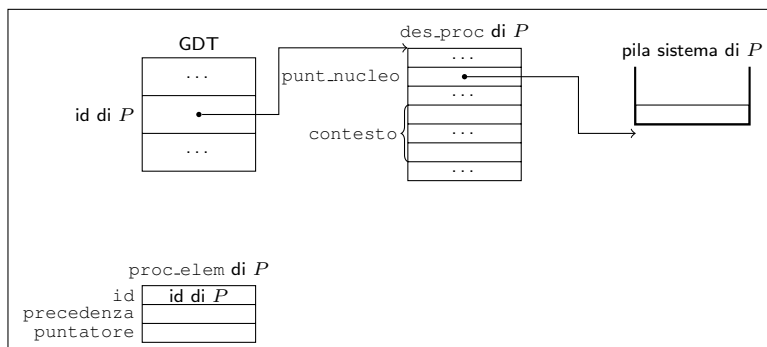 GDT
...
id di P
...
des_proc di P
...
punt_nucleo
...
contesto
...
...
pila sistema di P
proc_elem di P
id
id di P
precedenza
puntatore